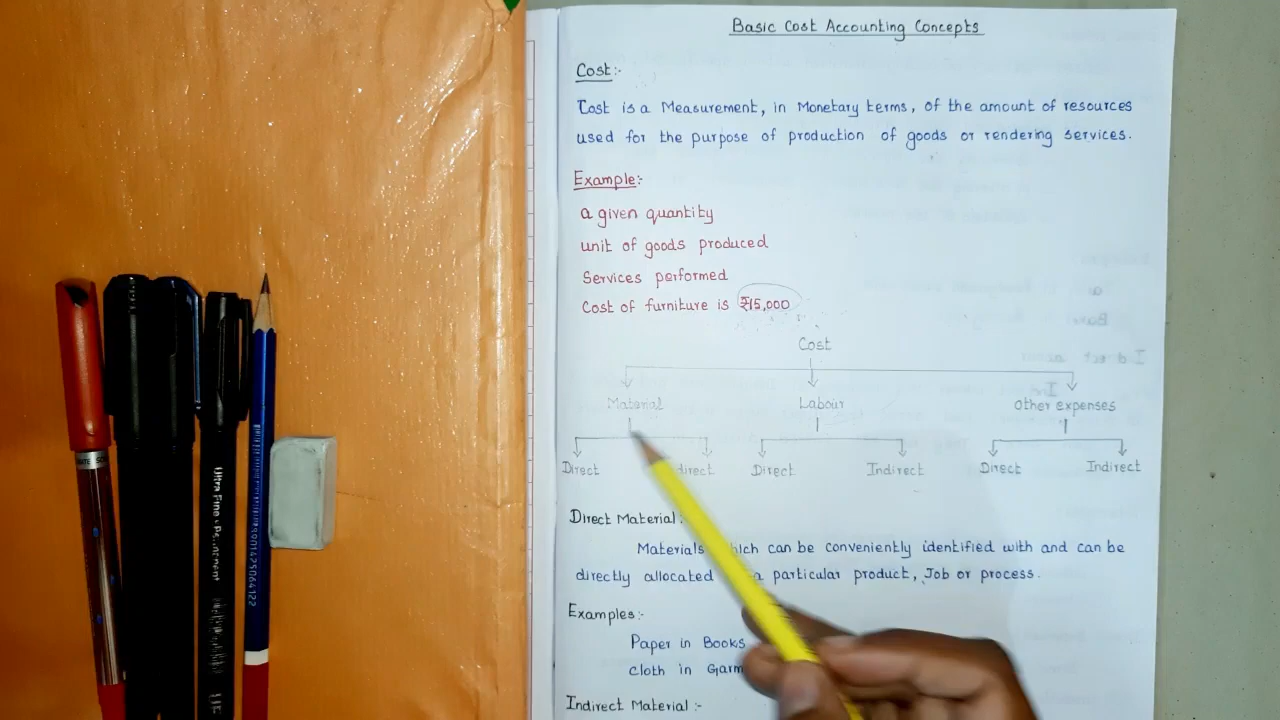 Basic Cost Accounting Concepts
Cost:-
Cost is a Measurement, in Monetary terms, of the amount of resources
used for the purpose of production of goods or rendering services.
Example:-
a given quantity
unit of goods produced
Services performed
Cost of furniture is ₹15,000
Cost
Material Labour Other expenses
Direct direct Direct Indirect Direct Indirect
Direct Material:
Materials which can be conveniently identified with and can be
directly allocated a particular product, Job or process.
Examples:-
Paper in Books
Cloth in Garm
Indirect Material :-